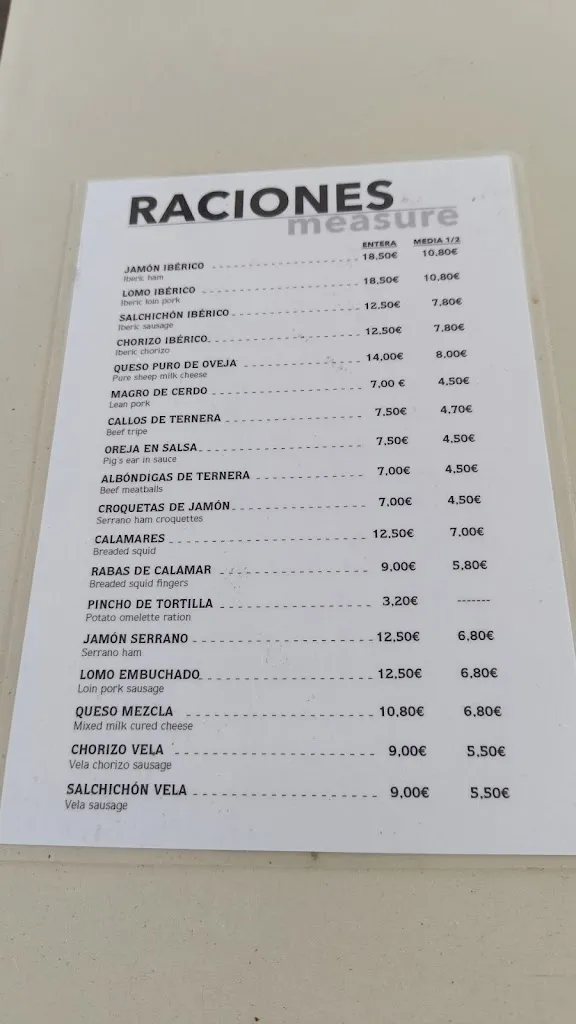 RACIONES
measure
ENTERA MEDIA 1/2
JAMÓN IBÉRICO 18,50€ 10,80€
Iberic ham
LOMO IBÉRICO 18,50€ 10,80€
Iberic loin pork
SALCHICHÓN IBÉRICO 12,50€ 7,80€
Iberic sausage
CHORIZO IBÉRICO 12,50€ 7,80€
Iberic chorizo
QUESO PURO DE OVEJA 14,00€ 8,00€
Pure sheep milk cheese
MAGRO DE CERDO 7,00 € 4,50€
Lean pork
CALLOS DE TERNERA 7,50€ 4,70€
Beef tripe
OREJA EN SALSA 7,50€ 4,50€
Pig's ear in sauce
ALBÓNDIGAS DE TERNERA 7,00€ 4,50€
Beef meatballs
CROQUETAS DE JAMÓN 7,00€ 4,50€
Serrano ham croquettes
CALAMARES 12,50€ 7,00€
Breaded squid
RABAS DE CALAMAR 9,00€ 5,80€
Breaded squid fingers
PINCHO DE TORTILLA 3,20€ -------
Potato omelette ration
JAMÓN SERRANO 12,50€ 6,80€
Serrano ham
LOMO EMBUCHADO 12,50€ 6,80€
Loin pork sausage
QUESO MEZCLA 10,80€ 6,80€
Mixed milk cured cheese
CHORIZO VELA 9,00€ 5,50€
Vela chorizo sausage
SALCHICHÓN VELA 9,00€ 5,50€
Vela sausage